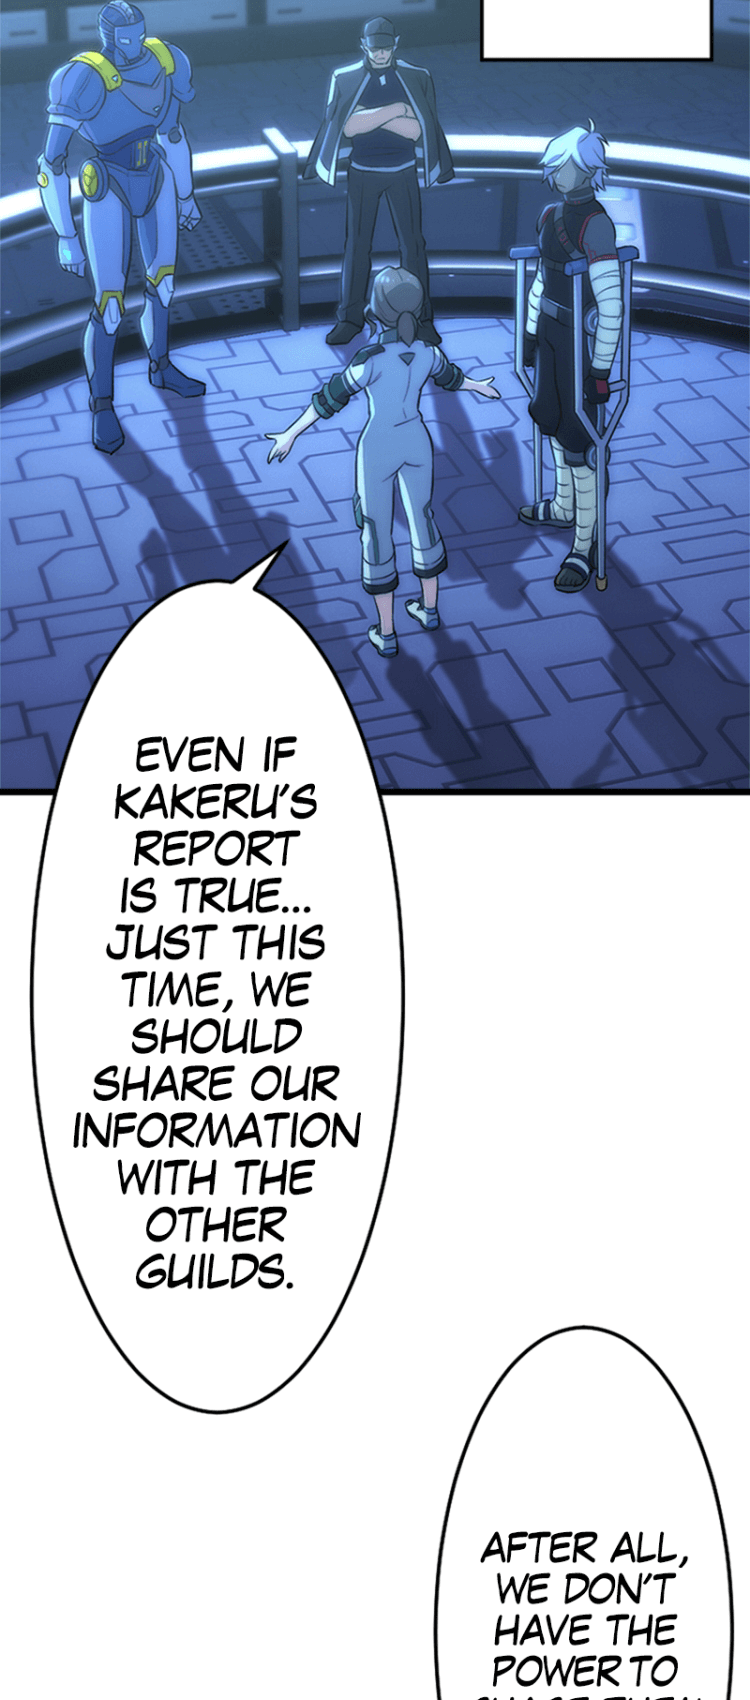 EVEN IF
KAKERU'S
REPORT
IS TRUE...
JUST THIS
TIME, WE
SHOULD
SHARE OUR
INFORMATION
WITH THE
OTHER
GUILDS.
AFTER ALL,
WE DON'T
HAVE THE
POWER TO